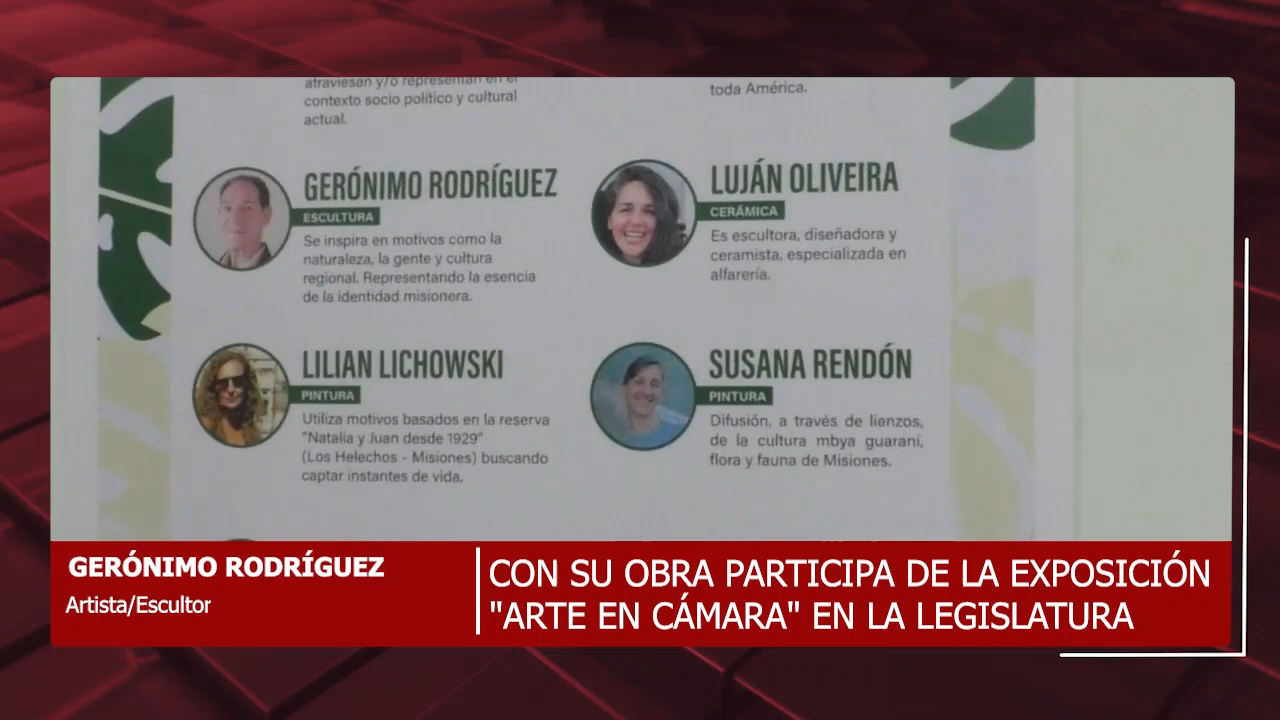 atraviesan y/o representan en el
contexto socio político y cultural
actual.
toda América.
GERÓNIMO RODRÍGUEZ
ESCULTURA
Se inspira en motivos como la
naturaleza, la gente y cultura
regional. Representando la esencia
de la identidad misionera.
LUJÁN OLIVEIRA
CERÁMICA
Es escultora, diseñadora y
ceramista, especializada en
alfarería.
LILIAN LICHOWSKI
PINTURA
Utiliza motivos basados en la reserva
"Natalia y Juan desde 1929"
(Los Helechos - Misiones) buscando
captar instantes de vida.
SUSANA RENDÓN
PINTURA
Difusión, a través de lienzos,
de la cultura mbya guaraní,
flora y fauna de Misiones.
GERÓNIMO RODRÍGUEZ
Artista/Escultor
CON SU OBRA PARTICIPA DE LA EXPOSICIÓN
"ARTE EN CÁMARA" EN LA LEGISLATURA